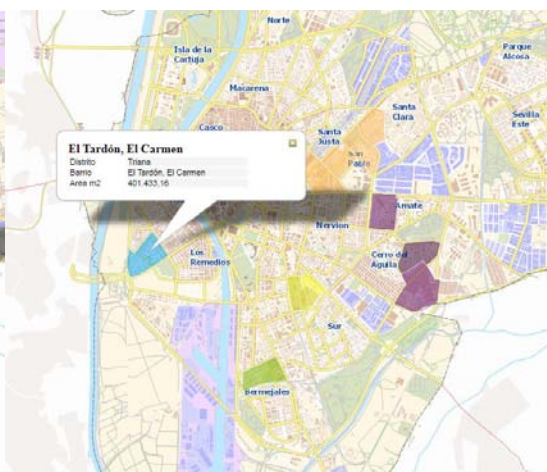 Norte
Isla de la
Cartuja
Parque
Alcosa
Macarena
Santa
Clara
Sevilla
Este
Casco
Santa
Justa
San
Pablo
El Tardón, El Carmen
Distrito Triana
Barrio El Tardón, El Carmen
Area m2 401.433,16
Amate
Nervion
Los
Remedios
Cerro del
Aguila
Sur
Bermejales